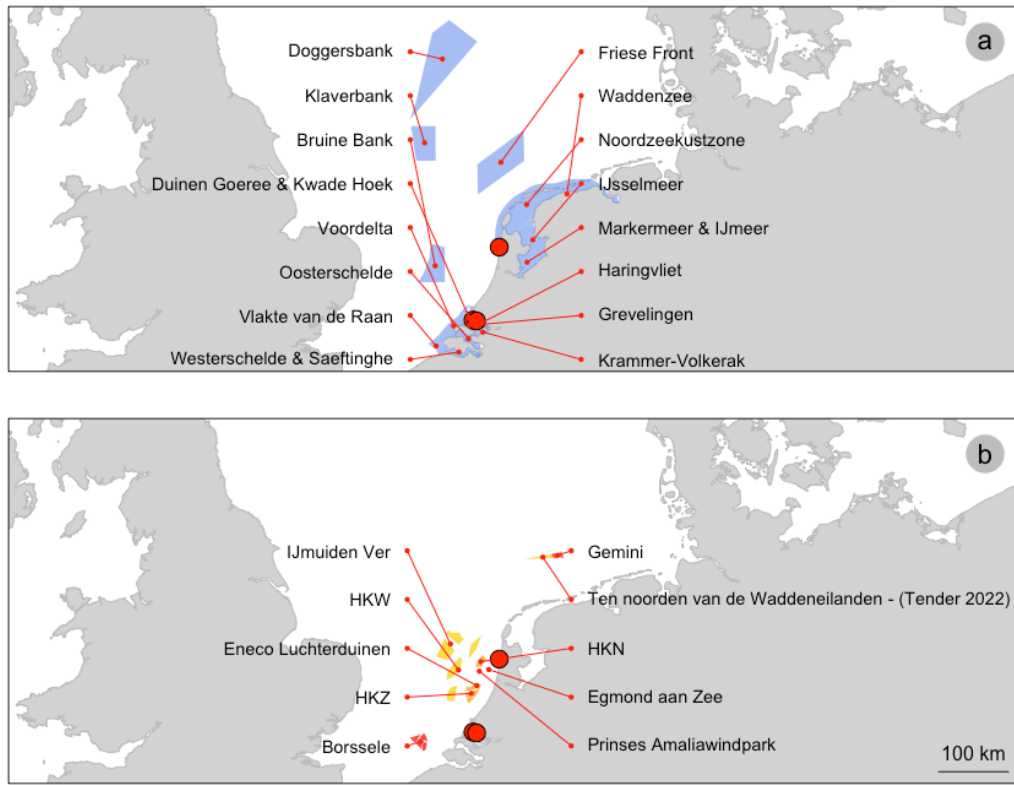 a
Doggersbank
Klaverbank
Bruine Bank
Duinen Goeree & Kwade Hoek
Voordelta
Oosterschelde
Vlakte van de Raan
Westerschelde & Saeftinghe
Friese Front
Waddenzee
Noordzeekustzone
IJsselmeer
Markermeer & IJmeer
Haringvliet
Grevelingen
Krammer-Volkerak
b
IJmuiden Ver
HKW
Eneco Luchterduinen
HKZ
Borssele
Gemini
Ten noorden van de Waddeneilanden - (Tender 2022)
HKN
Egmond aan Zee
Prinses Amaliawindpark
100 km